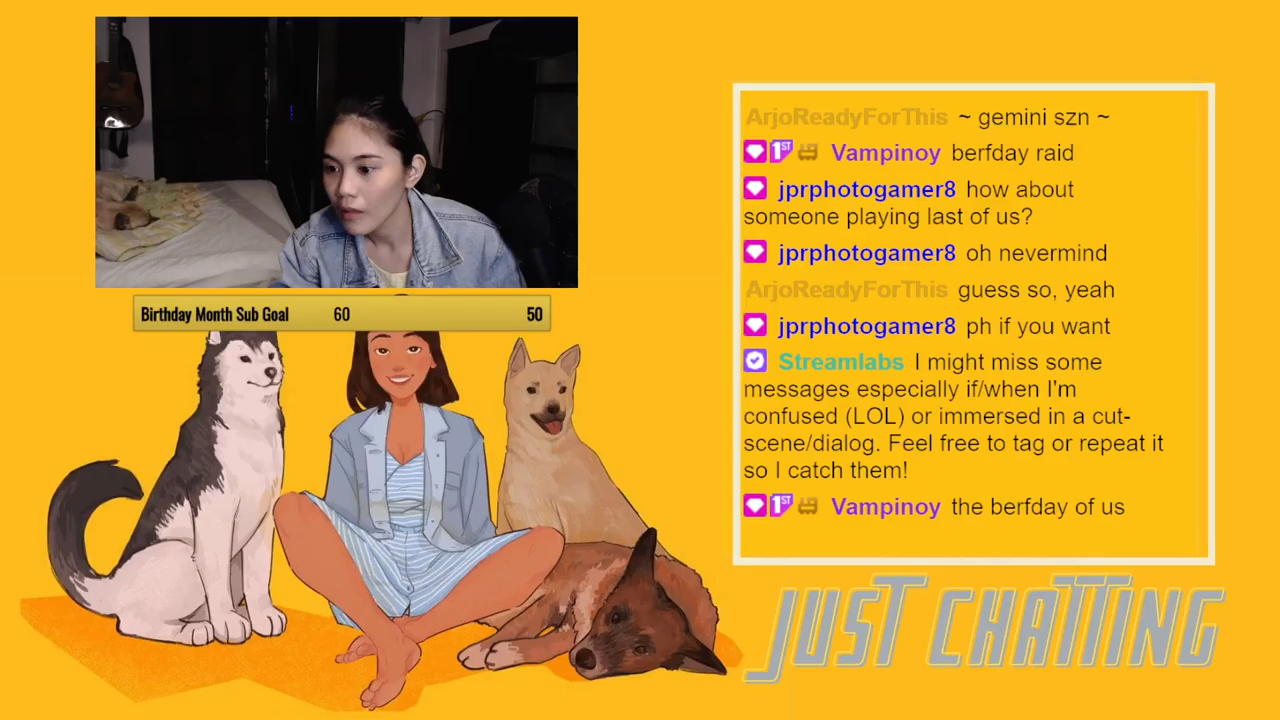 ArjoReadyForThis ~ gemini szn ~
1ST Vampinoy berfday raid
jprphotogamer8 how about
someone playing last of us?
jprphotogamer8 oh nevermind
ArjoReadyForThis guess so, yeah
jprphotogamer8 ph if you want
Streamlabs I might miss some
messages especially if/when I'm
confused (LOL) or immersed in a cut-
scene/dialog. Feel free to tag or repeat it
so I catch them!
1ST Vampinoy the berfday of us
Birthday Month Sub Goal 60 50
JUST CHATTING